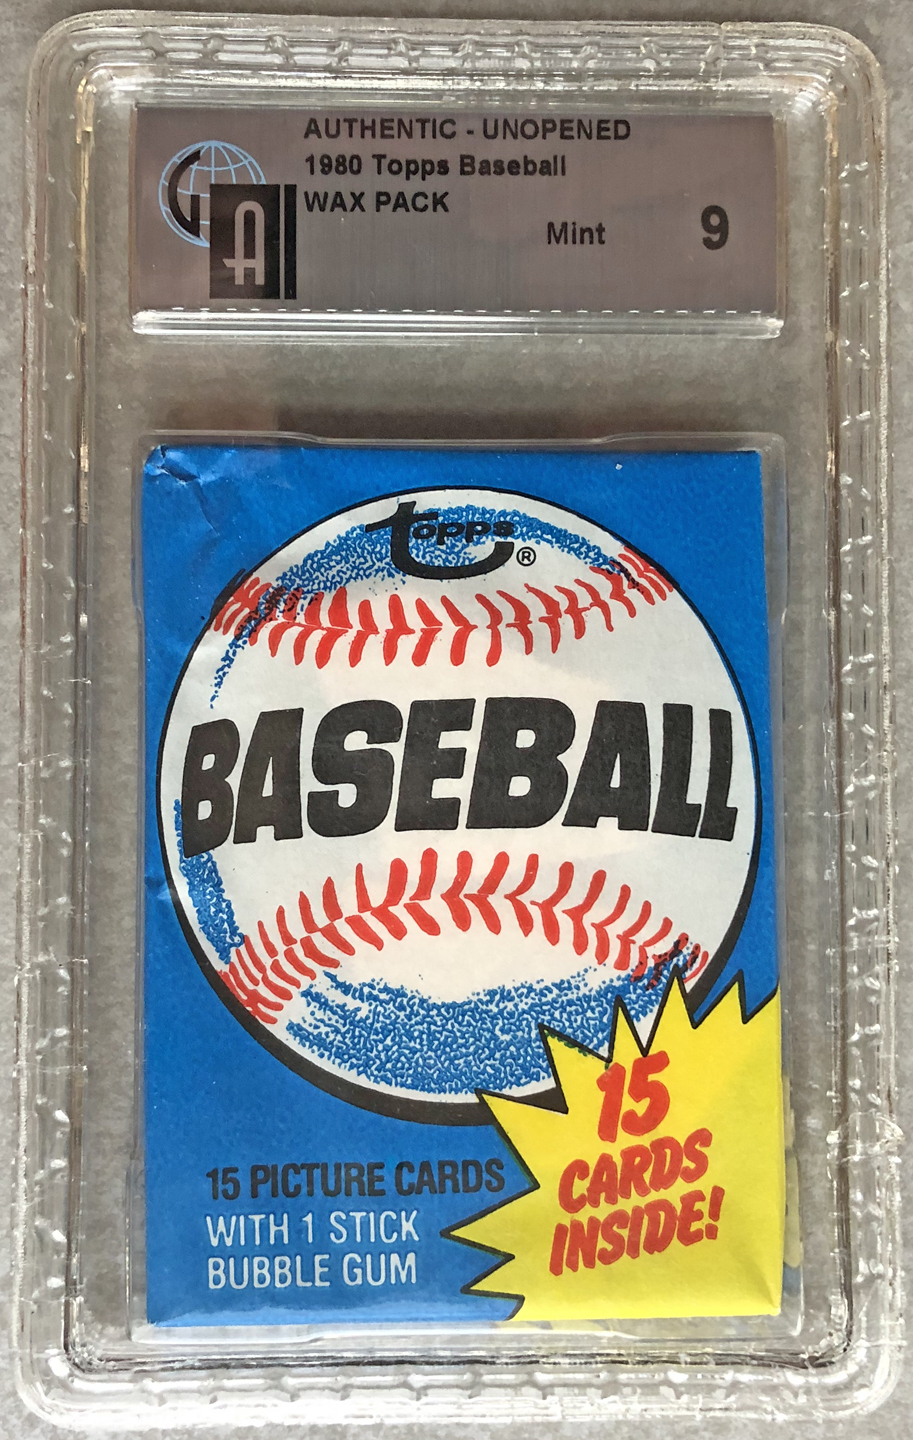 AUTHENTIC - UNOPENED
1980 Topps Baseball
WAX PACK
Mint 9
GA
Topps®
BASEBALL
15 PICTURE CARDS
WITH 1 STICK
BUBBLE GUM
15
CARDS
INSIDE!